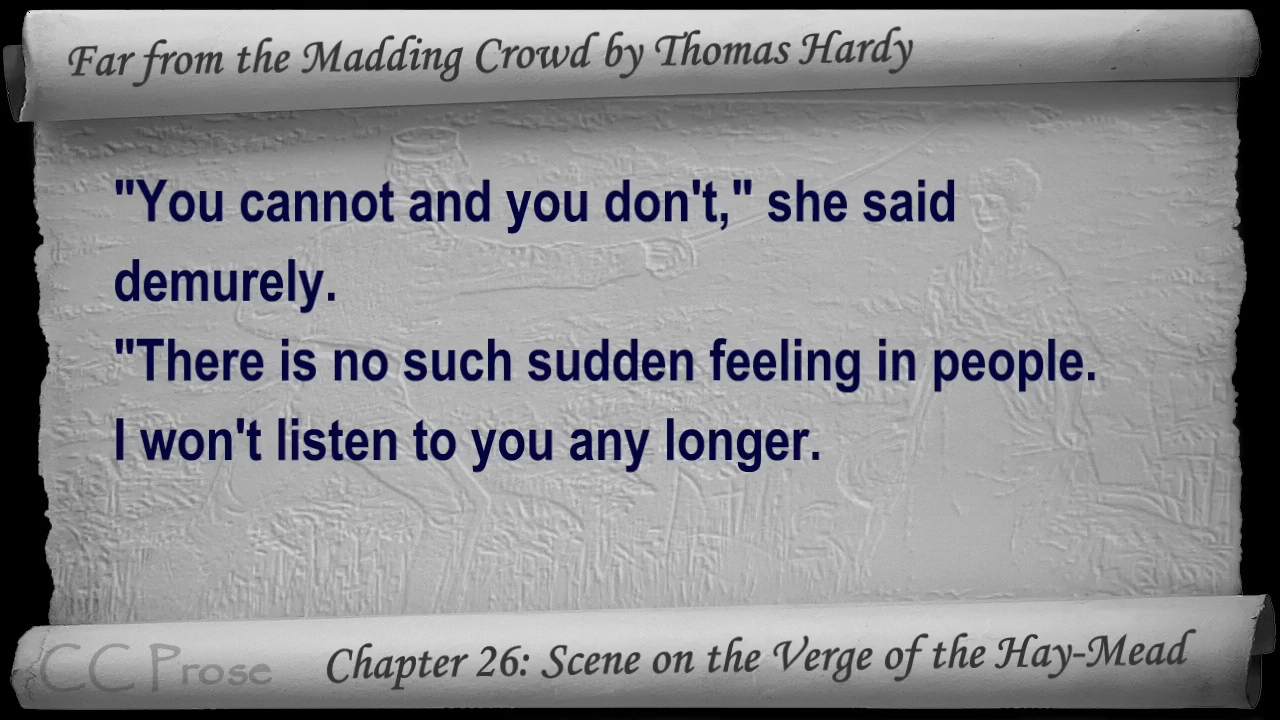 Far from the Madding Crowd by Thomas Hardy
"You cannot and you don't," she said
demurely.
"There is no such sudden feeling in people.
I won't listen to you any longer.
CC Prose
Chapter 26: Scene on the Verge of the Hay-Mead